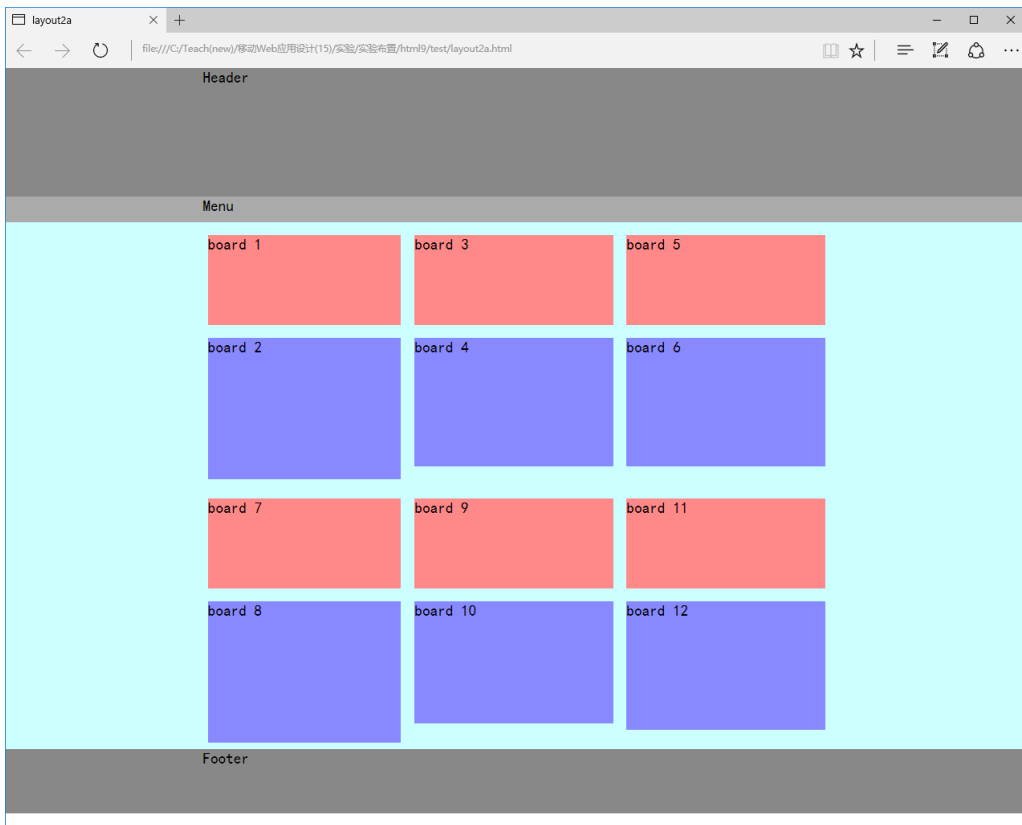 layout2a
file:///C:/Teach(new)/移动Web应用设计(15)/实验/实验布置/html9/test/layout2a.html
Header
Menu
board 1 board 3 board 5
board 2 board 4 board 6
board 7 board 9 board 11
board 8 board 10 board 12
Footer